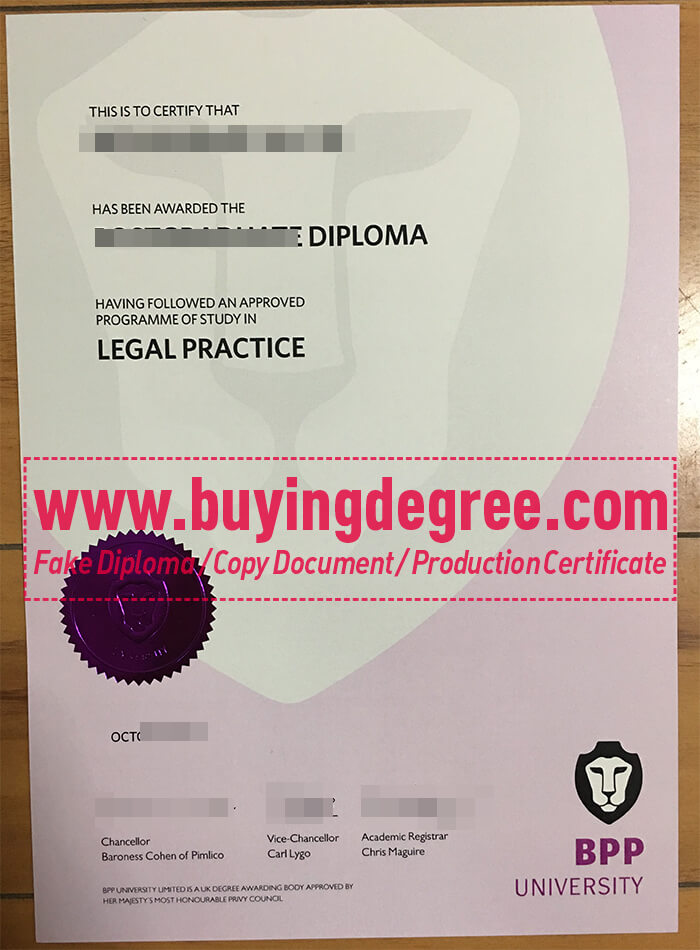 THIS IS TO CERTIFY THAT
HAS BEEN AWARDED THE
DIPLOMA
HAVING FOLLOWED AN APPROVED
PROGRAMME OF STUDY IN
LEGAL PRACTICE
www.buyingdegree.com
Fake Diploma / Copy Document / Production Certificate
Chancellor
Baroness Cohen of Pimlico
Vice-Chancellor
Carl Lygo
Academic Registrar
Chris Maguire
BPP UNIVERSITY LIMITED IS A UK DEGREE AWARDING BODY APPROVED BY
HER MAJESTY'S MOST HONOURABLE PRIVY COUNCIL
BPP
UNIVERSITY